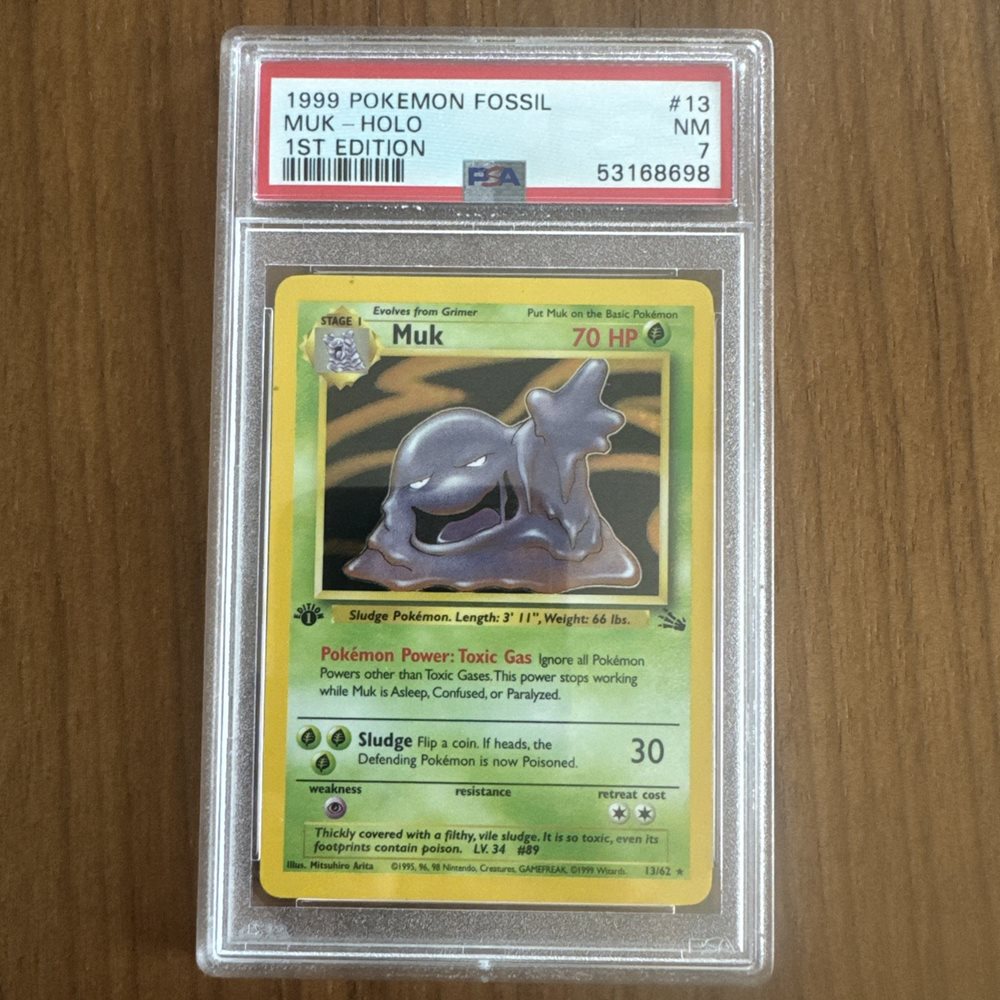 1999 POKEMON FOSSIL #13
MUK – HOLO NM
1ST EDITION 7
PSA 53168698
Evolves from Grimer Put Muk on the Basic Pokémon
STAGE 1 Muk 70 HP
EDITION 1
Sludge Pokémon. Length: 3' 11", Weight: 66 lbs.
Pokémon Power: Toxic Gas Ignore all Pokémon
Powers other than Toxic Gases. This power stops working
while Muk is Asleep, Confused, or Paralyzed.
Sludge Flip a coin. If heads, the
Defending Pokémon is now Poisoned. 30
weakness resistance retreat cost
Thickly covered with a filthy, vile sludge. It is so toxic, even its
footprints contain poison. LV. 34 #89
Illus. Mitsuhiro Arita ©1995, 96, 98 Nintendo, Creatures, GAMEFREAK. ©1999 Wizards. 13/62 ★
PSA